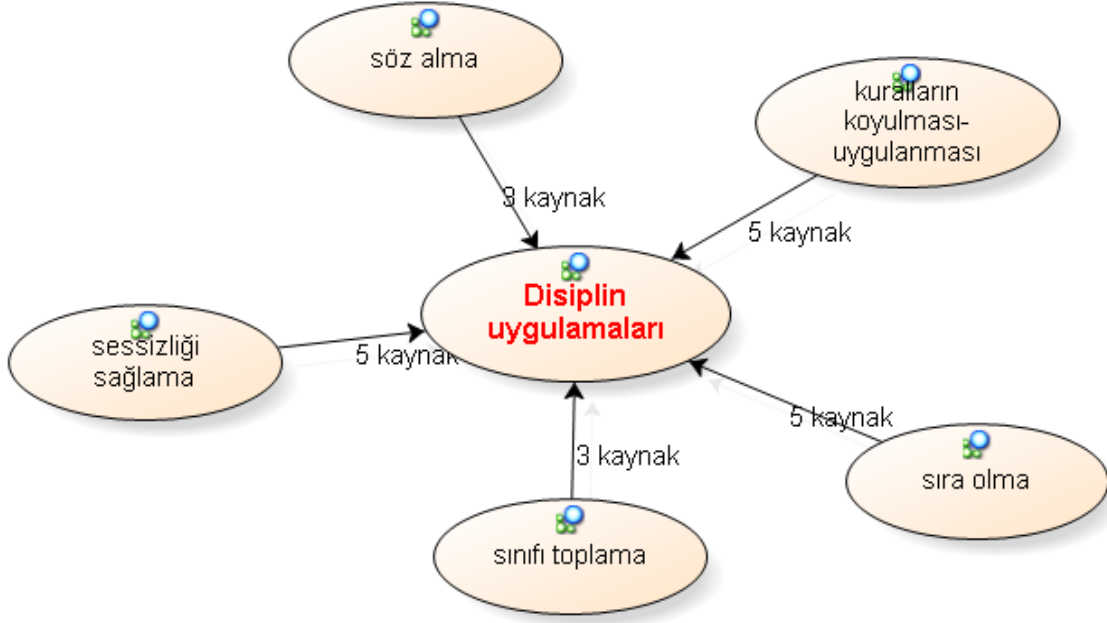 söz alma
kuralların
koyulması-
uygulanması
3 kaynak
5 kaynak
Disiplin
uygulamaları
sessizliği
sağlama
5 kaynak
5 kaynak
3 kaynak
sıra olma
sınıfı toplama